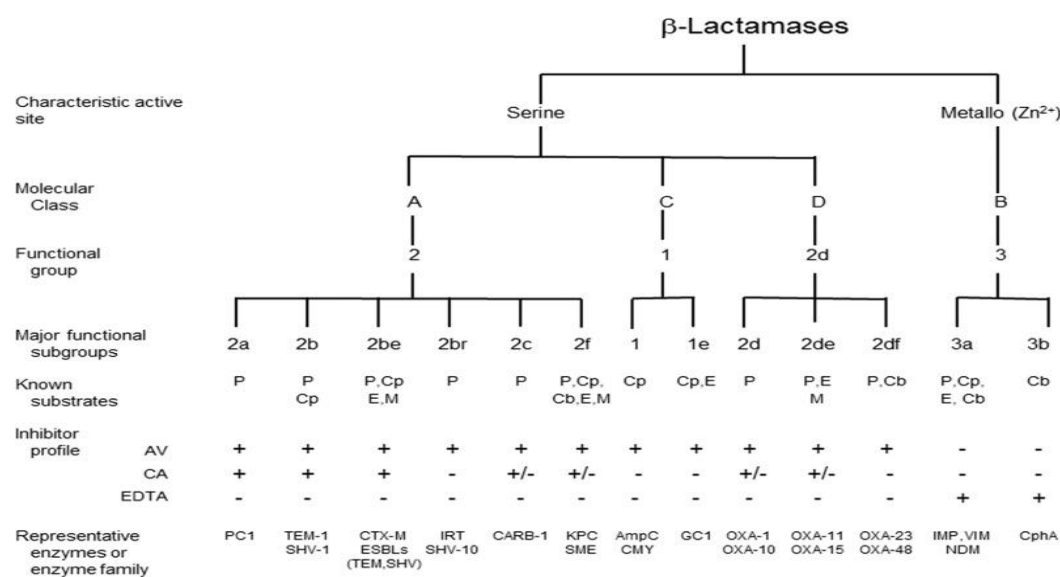 β-Lactamases
Characteristic active
site
Serine
Metallo (Zn²⁺)
Molecular
Class
A
C
D
B
Functional
group
2
1
2d
3
Major functional
subgroups
2a 2b 2be 2br 2c 2f 1 1e 2d 2de 2df 3a 3b
Known
substrates
P P P,Cp P P P,Cp, Cp Cp,E P P,E P,Cb P,Cp, Cb
Cp E,M Cb,E,M M E, Cb
Inhibitor
profile
AV + + + + + + + + + + + - -
CA + + + - +/- +/- - - +/- +/- - - -
EDTA - - - - - - - - - - - + +
Representative
enzymes or
enzyme family
PC1 TEM-1 CTX-M IRT CARB-1 KPC AmpC GC1 OXA-1 OXA-11 OXA-23 IMP,VIM CphA
SHV-1 ESBLs SHV-10 SME CMY OXA-10 OXA-15 OXA-48 NDM
(TEM,SHV)